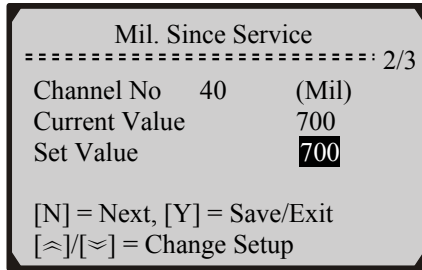 Mil. Since Service
2/3
Channel No 40 (Mil)
Current Value 700
Set Value 700
[N] = Next, [Y] = Save/Exit
[︽]/[︾] = Change Setup